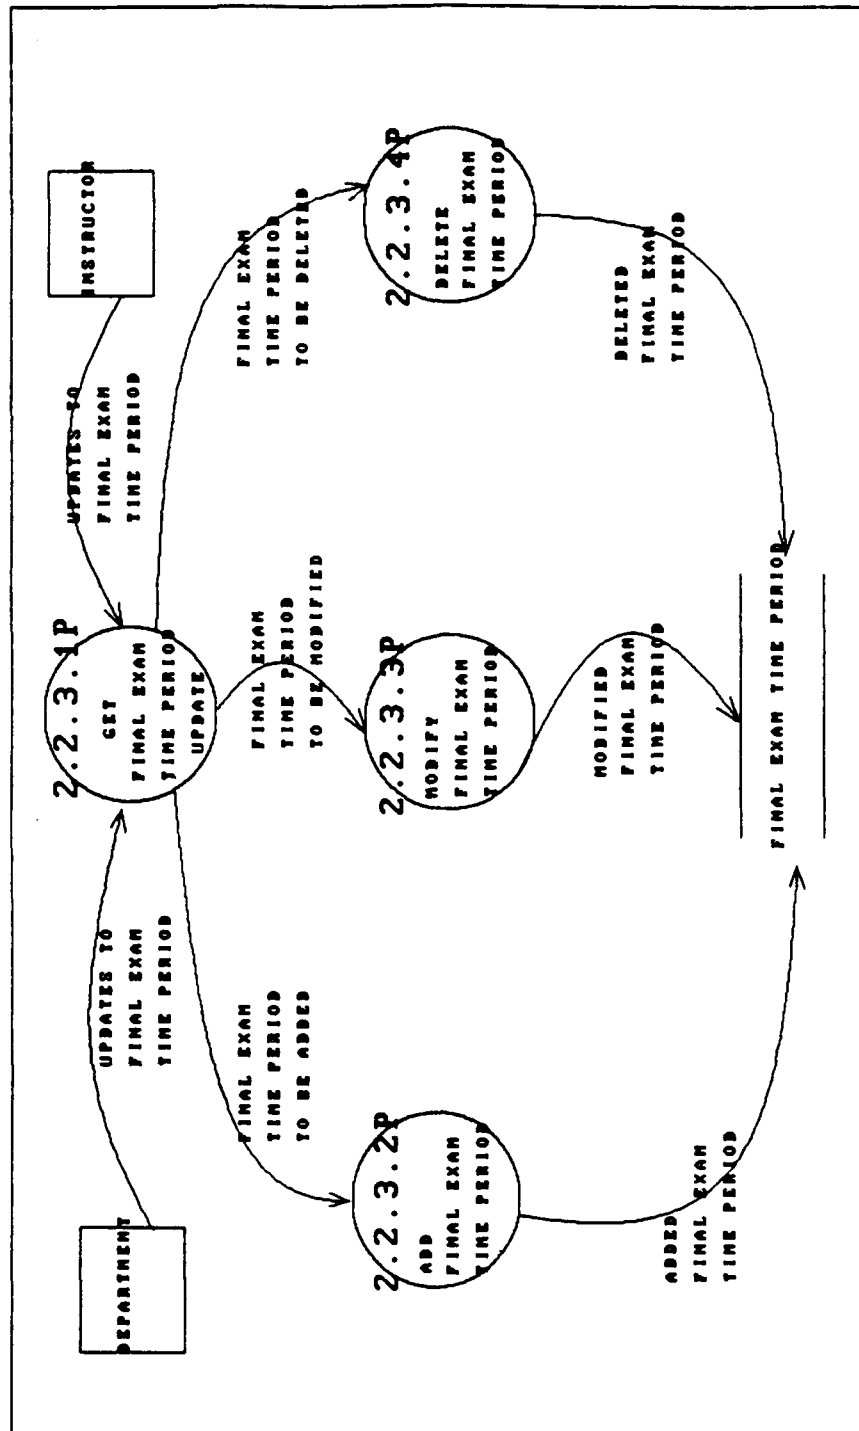 DEPARTMENT
UPDATES TO
FINAL EXAM
TIME PERIOD
2.2.3.1P
GET
FINAL EXAM
TIME PERIOD
UPDATE
UPDATES TO
FINAL EXAM
TIME PERIOD
INSTRUCTOR
FINAL EXAM
TIME PERIOD
TO BE ADDED
FINAL EXAM
TIME PERIOD
TO BE MODIFIED
FINAL EXAM
TIME PERIOD
TO BE DELETED
2.2.3.2P
ADD
FINAL EXAM
TIME PERIOD
2.2.3.3P
MODIFY
FINAL EXAM
TIME PERIOD
2.2.3.4P
DELETE
FINAL EXAM
TIME PERIOD
ADDED
FINAL EXAM
TIME PERIOD
MODIFIED
FINAL EXAM
TIME PERIOD
DELETED
FINAL EXAM
TIME PERIOD
FINAL EXAM TIME PERIOD